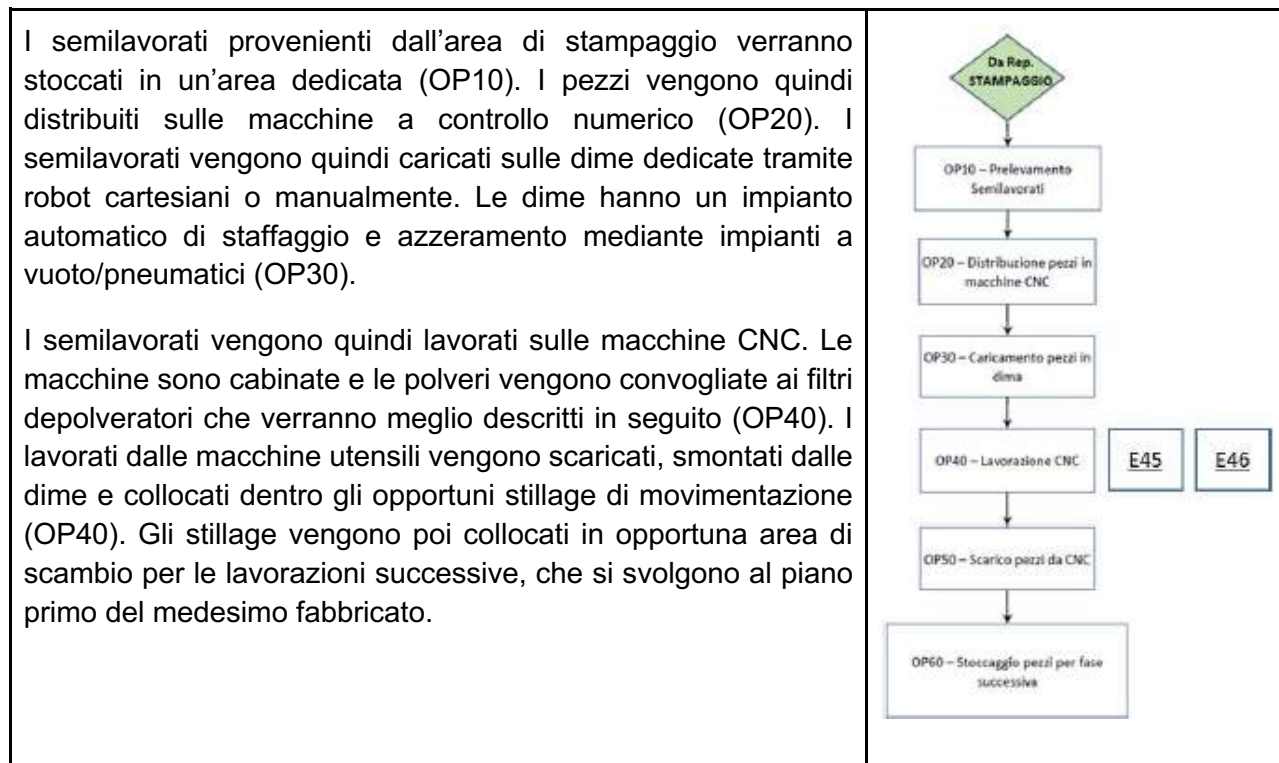 I semilavorati provenienti dall’area di stampaggio verranno
stoccati in un’area dedicata (OP10). I pezzi vengono quindi
distribuiti sulle macchine a controllo numerico (OP20). I
semilavorati vengono quindi caricati sulle dime dedicate tramite
robot cartesiani o manualmente. Le dime hanno un impianto
automatico di staffaggio e azzeramento mediante impianti a
vuoto/pneumatici (OP30).
I semilavorati vengono quindi lavorati sulle macchine CNC. Le
macchine sono cabinate e le polveri vengono convogliate ai filtri
depolveratori che verranno meglio descritti in seguito (OP40). I
lavorati dalle macchine utensili vengono scaricati, smontati dalle
dime e collocati dentro gli opportuni stillage di movimentazione
(OP40). Gli stillage vengono poi collocati in opportuna area di
scambio per le lavorazioni successive, che si svolgono al piano
primo del medesimo fabbricato.
Da Rep.
STAMPAGGIO
OP10 – Prelevamento
Semilavorati
OP20 – Distribuzione pezzi in
macchine CNC
OP30 – Caricamento pezzi in
dima
OP40 – Lavorazione CNC
E45
E46
OP50 – Scarico pezzi da CNC
OP60 – Stoccaggio pezzi per fase
successiva